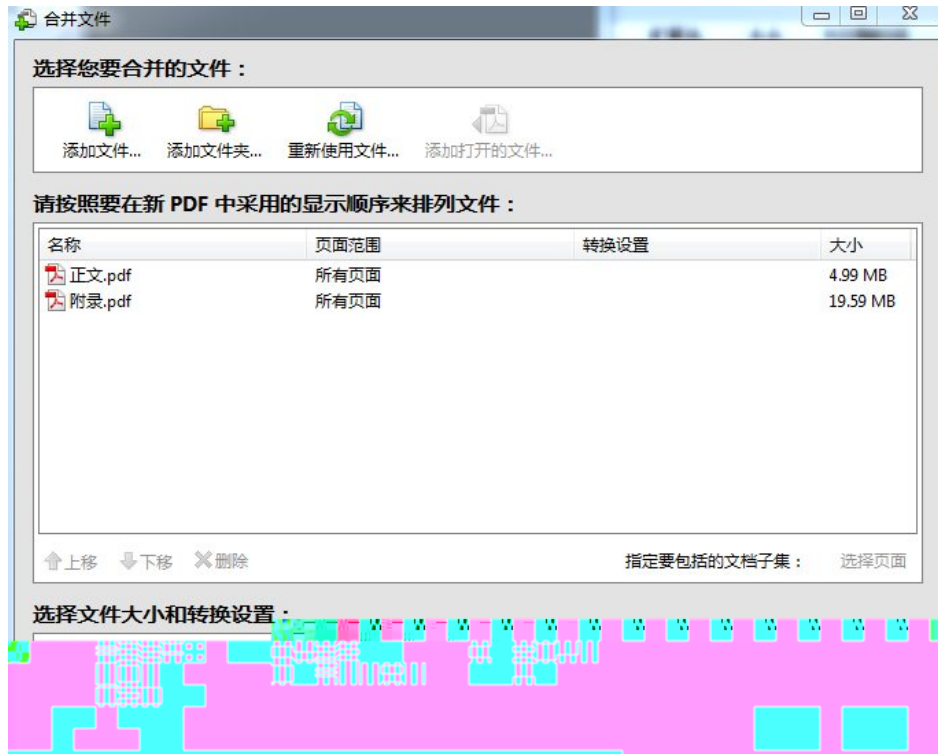 合并文件
选择您要合并的文件：
添加文件... 添加文件夹... 重新使用文件... 添加打开的文件...
请按照要在新 PDF 中采用的显示顺序来排列文件：
名称 页面范围 转换设置 大小
正文.pdf 所有页面 4.99 MB
附录.pdf 所有页面 19.59 MB
上移 下移 删除 指定要包括的文档子集： 选择页面
选择文件大小和转换设置：